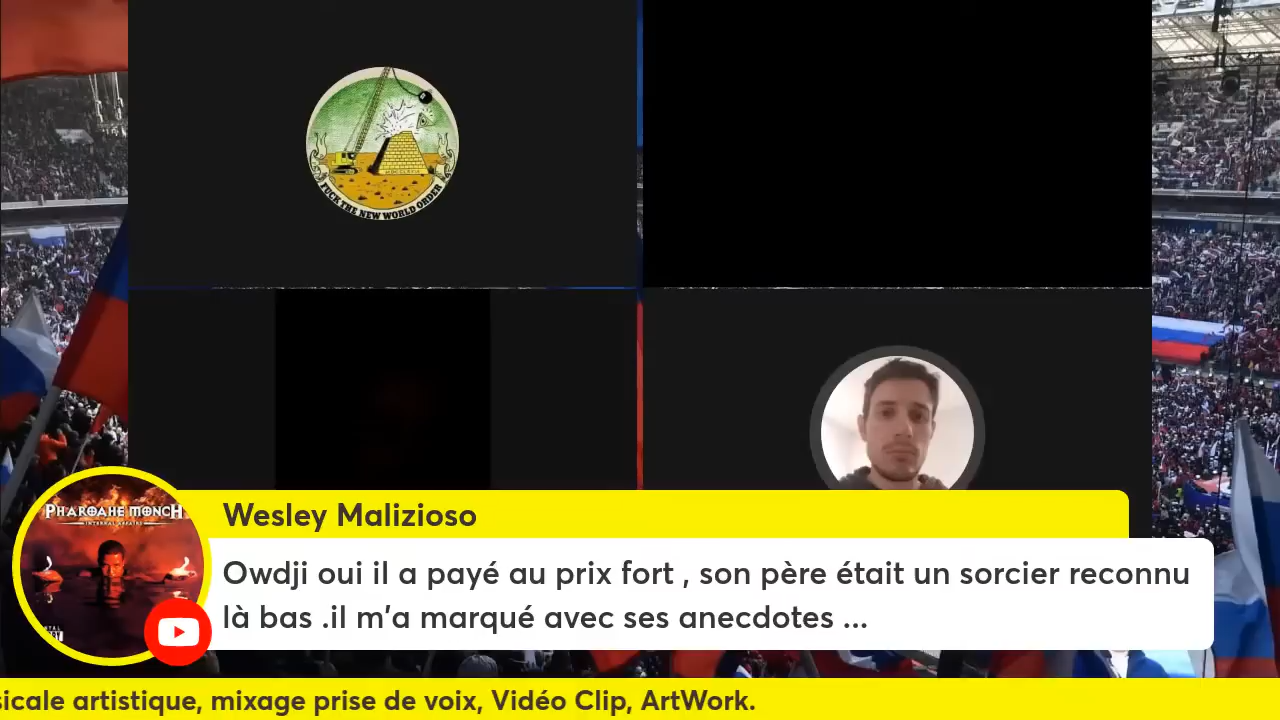 FUCK THE NEW WORLD ORDER
PHAROAHE MONCH
INTERNAL AFFAIRS
Wesley Malizioso
Owdji oui il a payé au prix fort , son père était un sorcier reconnu
là bas .il m'a marqué avec ses anecdotes ...
sicale artistique, mixage prise de voix, Vidéo Clip, ArtWork.